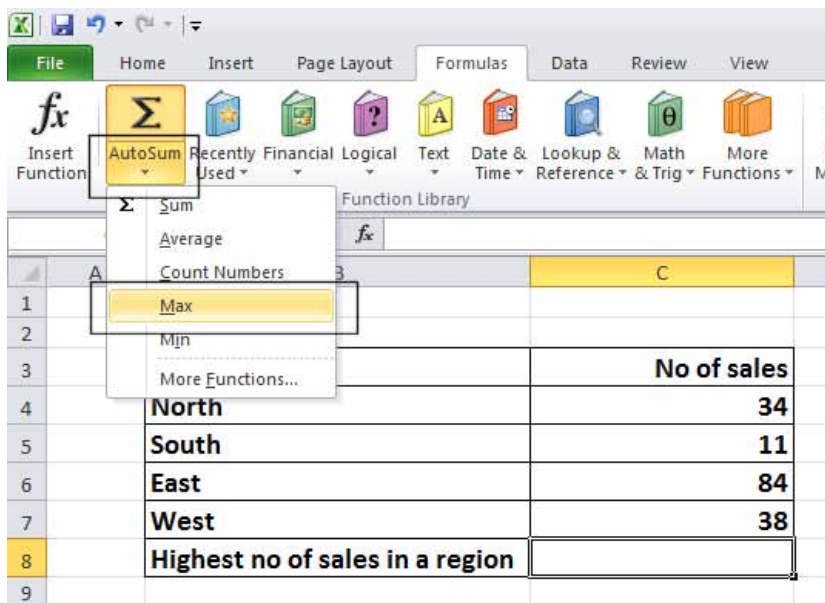 File Home Insert Page Layout Formulas Data Review View
fx Σ ? A θ
Insert Function AutoSum Recently Used Financial Logical Text Date & Time Lookup & Reference Math & Trig More Functions
Function Library
Σ Sum
Average
Count Numbers
Max
Min
More Functions...
fx
A B C
1
2
3 No of sales
4 North 34
5 South 11
6 East 84
7 West 38
8 Highest no of sales in a region
9